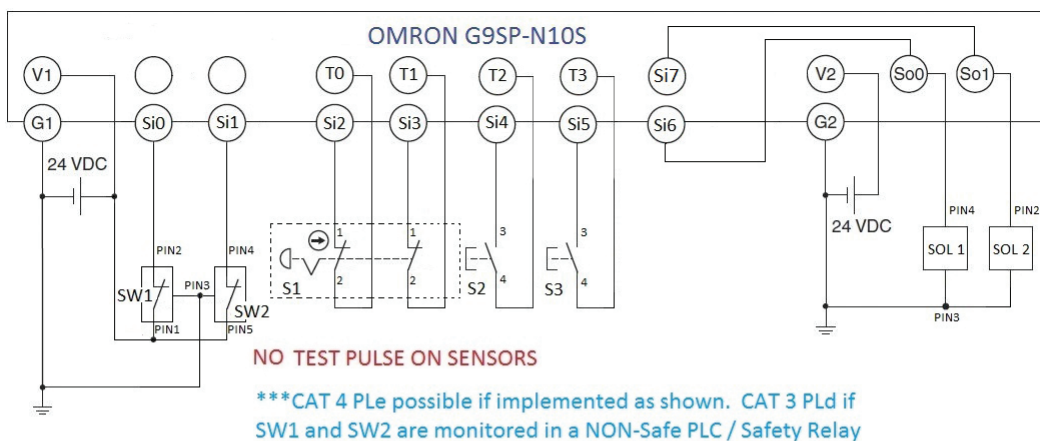 OMRON G9SP-N10S
V1
T0
T1
T2
T3
Si7
V2
So0
So1
G1
Si0
Si1
Si2
Si3
Si4
Si5
Si6
G2
24 VDC
24 VDC
PIN4
PIN2
SOL 1
SOL 2
PIN3
PIN2
PIN4
PIN3
SW1
SW2
PIN1
PIN5
1
1
3
3
2
2
4
4
S1
S2
S3
NO TEST PULSE ON SENSORS
***CAT 4 PLe possible if implemented as shown. CAT 3 PLd if
SW1 and SW2 are monitored in a NON-Safe PLC / Safety Relay